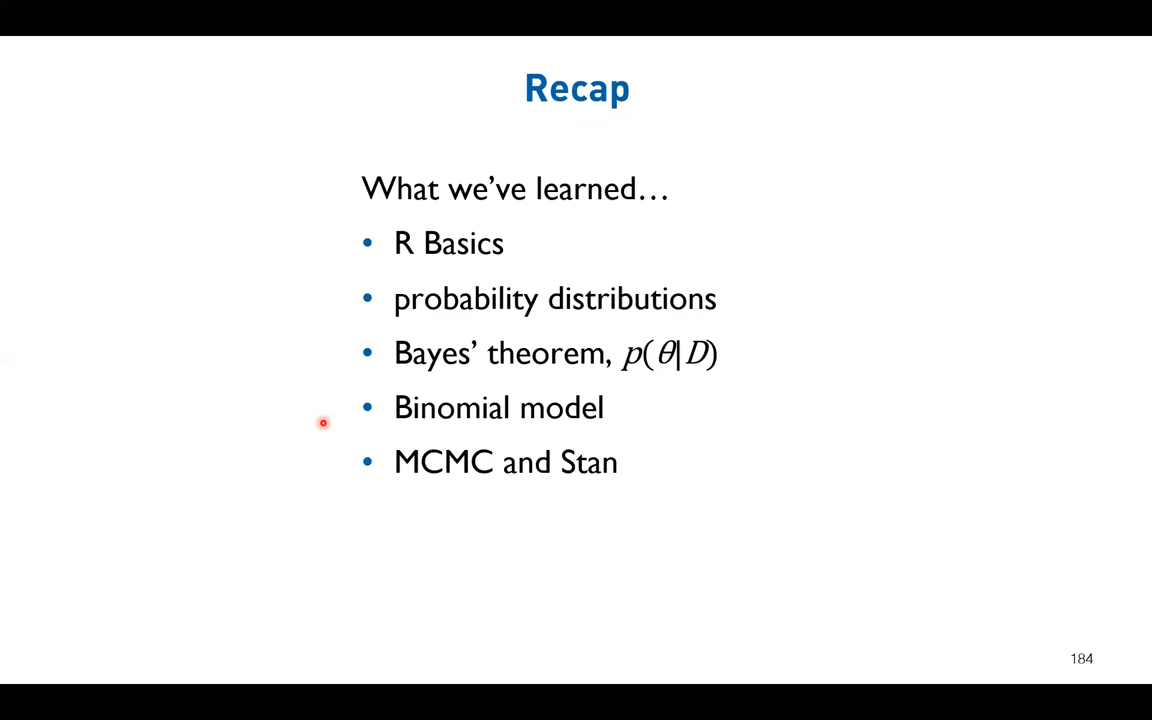 Recap
What we've learned…
• R Basics
• probability distributions
• Bayes' theorem, p(θ|D)
• Binomial model
• MCMC and Stan
184